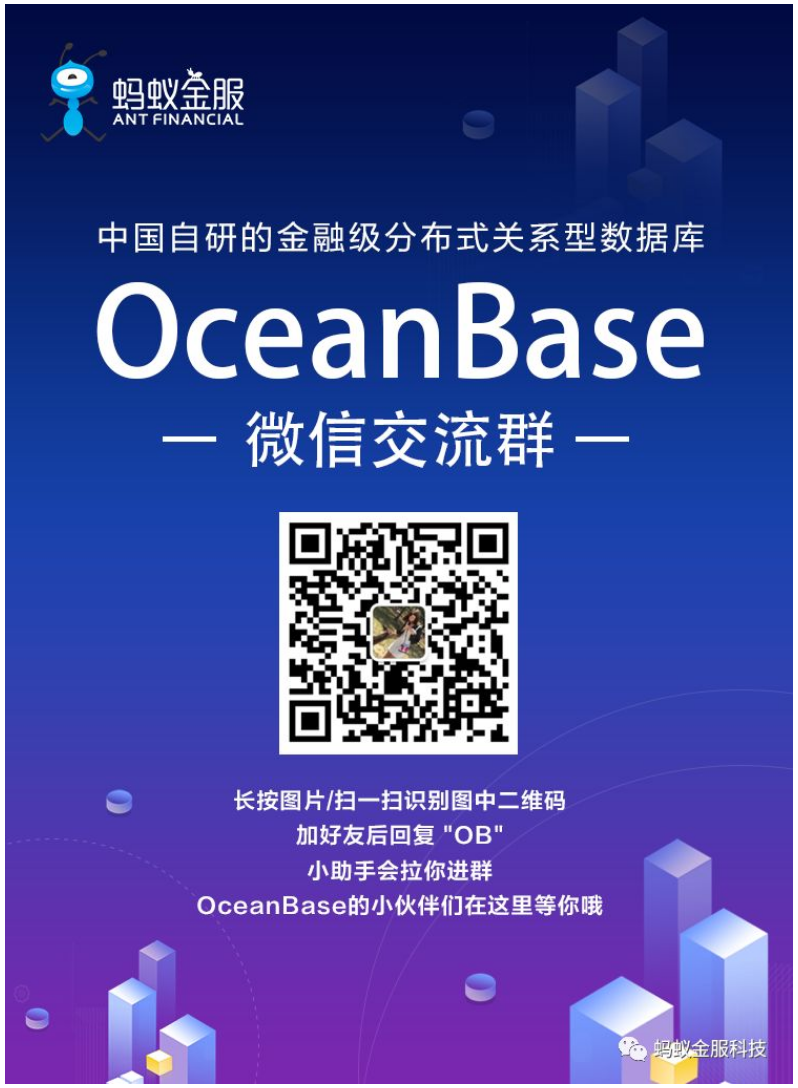 蚂蚁金服
ANT FINANCIAL
中国自研的金融级分布式关系型数据库
OceanBase
— 微信交流群 —
长按图片/扫一扫识别图中二维码
加好友后回复 "OB"
小助手会拉你进群
OceanBase的小伙伴们在这里等你哦
蚂蚁金服科技